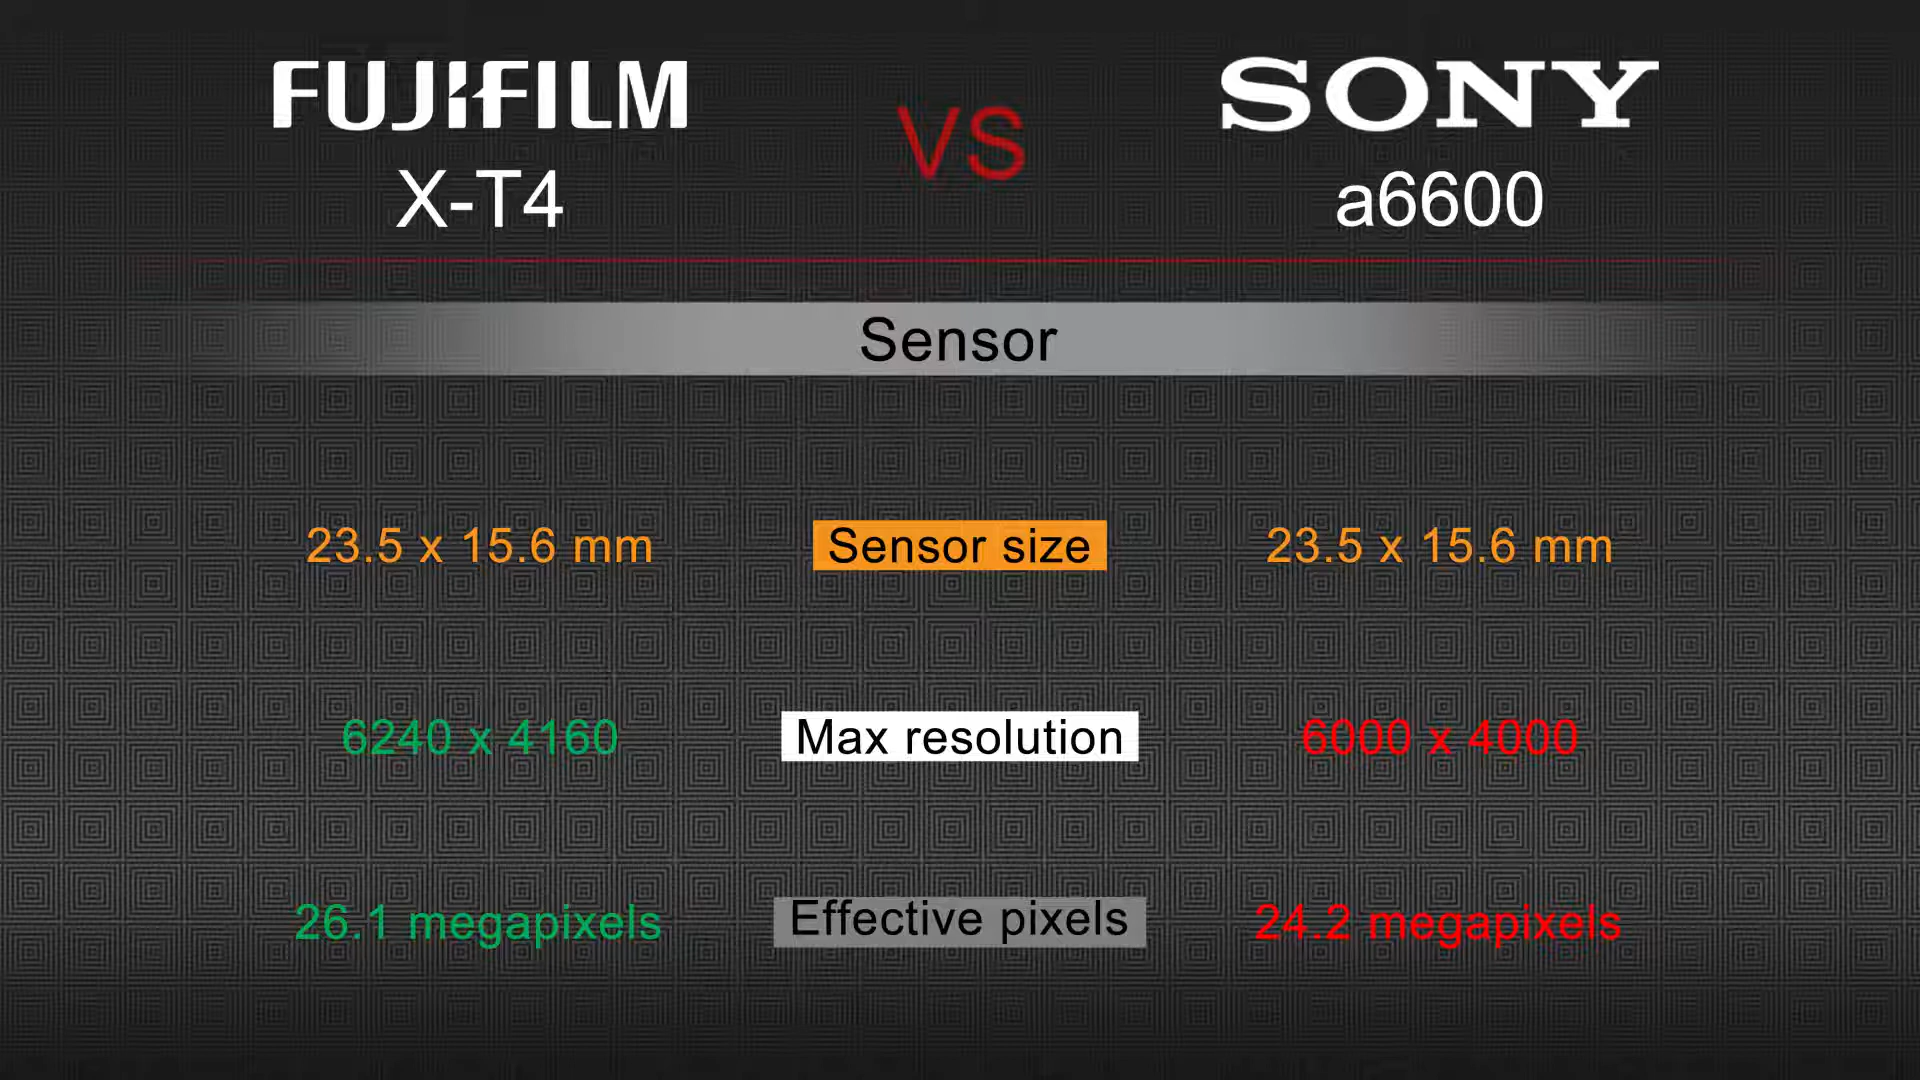 FUJIFILM VS SONY
X-T4 a6600
Sensor
23.5 x 15.6 mm Sensor size 23.5 x 15.6 mm
6240 x 4160 Max resolution 6000 x 4000
26.1 megapixels Effective pixels 24.2 megapixels